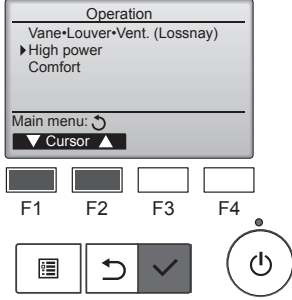 Operation
Vane•Louver•Vent. (Lossnay)
High power
Comfort
Main menu:
Cursor
F1 F2 F3 F4